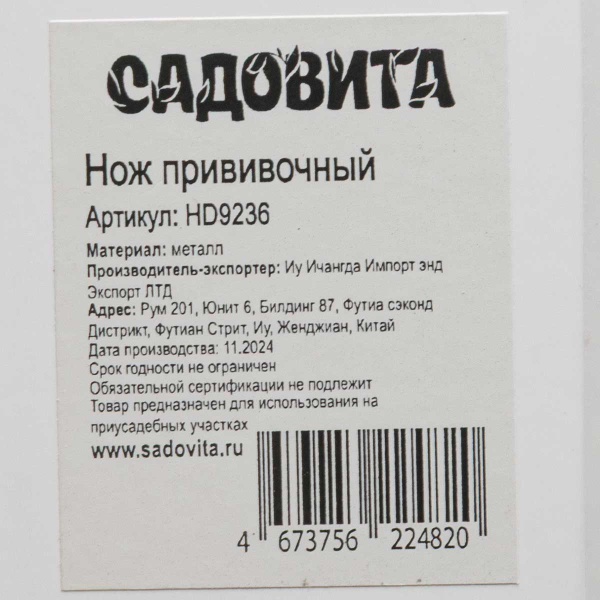 САДОВИТА
Нож прививочный
Артикул: HD9236
Материал: металл
Производитель-экспортер: Иу Ичангда Импорт энд
Экспорт ЛТД
Адрес: Рум 201, Юнит 6, Билдинг 87, Футиа сэконд
Дистрикт, Футиан Стрит, Иу, Женджиан, Китай
Дата производства: 11.2024
Срок годности не ограничен
Обязательной сертификации не подлежит
Товар предназначен для использования на
приусадебных участках
www.sadovita.ru
4 673756 224820